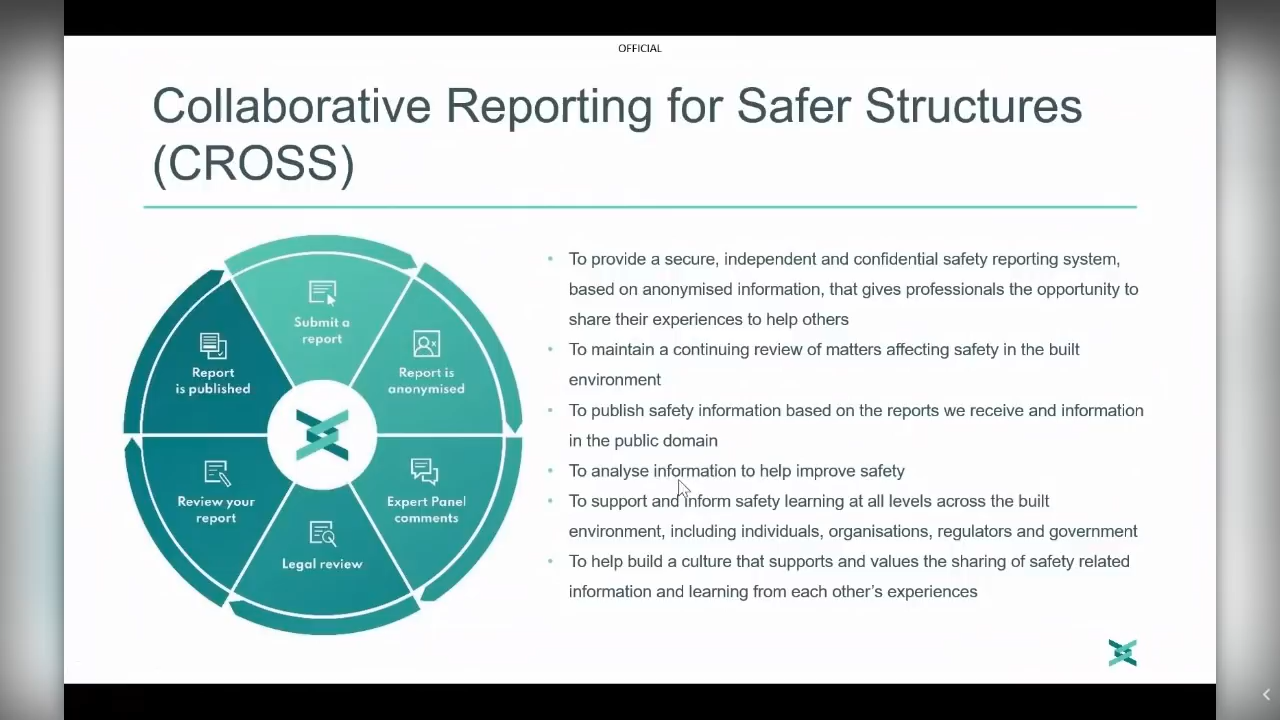 OFFICIAL
Collaborative Reporting for Safer Structures
(CROSS)
Submit a
report
Report is
anonymised
Expert Panel
comments
Legal review
Review your
report
Report
is published
• To provide a secure, independent and confidential safety reporting system,
based on anonymised information, that gives professionals the opportunity to
share their experiences to help others
• To maintain a continuing review of matters affecting safety in the built
environment
• To publish safety information based on the reports we receive and information
in the public domain
• To analyse information to help improve safety
• To support and inform safety learning at all levels across the built
environment, including individuals, organisations, regulators and government
• To help build a culture that supports and values the sharing of safety related
information and learning from each other’s experiences